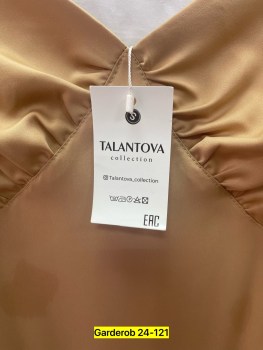 S
TALANTOVA
collection
@Talantova_collection
EAC
Garderob 24-121